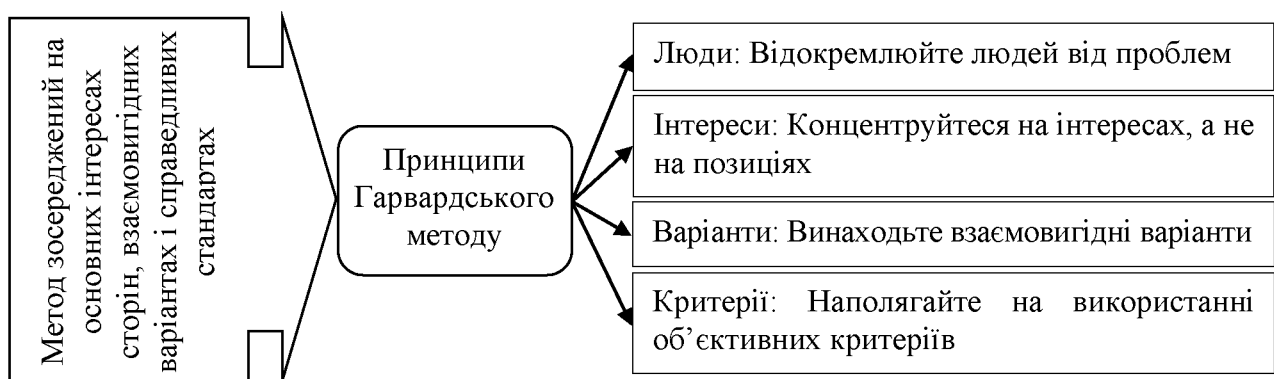 Метод зосереджений на
основних інтересах
сторін, взаємовигідних
варіантах і справедливих
стандартах
Принципи
Гарвардського
методу
Люди: Відокремлюйте людей від проблем
Інтереси: Концентруйтеся на інтересах, а не
на позиціях
Варіанти: Винаходьте взаємовигідні варіанти
Критерії: Наполягайте на використанні
об’єктивних критеріїв